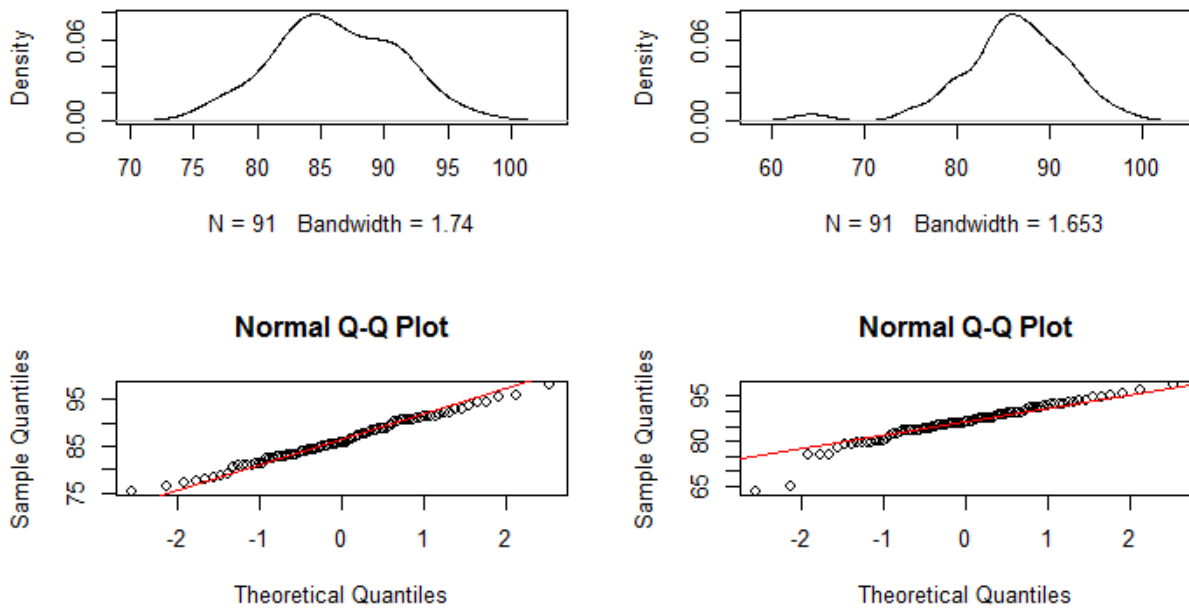 Density
0.00 0.06
70 75 80 85 90 95 100
N = 91 Bandwidth = 1.74
Density
0.00 0.06
60 70 80 90 100
N = 91 Bandwidth = 1.653
Normal Q-Q Plot
Sample Quantiles
75 85 95
-2 -1 0 1 2
Theoretical Quantiles
Normal Q-Q Plot
Sample Quantiles
65 80 95
-2 -1 0 1 2
Theoretical Quantiles